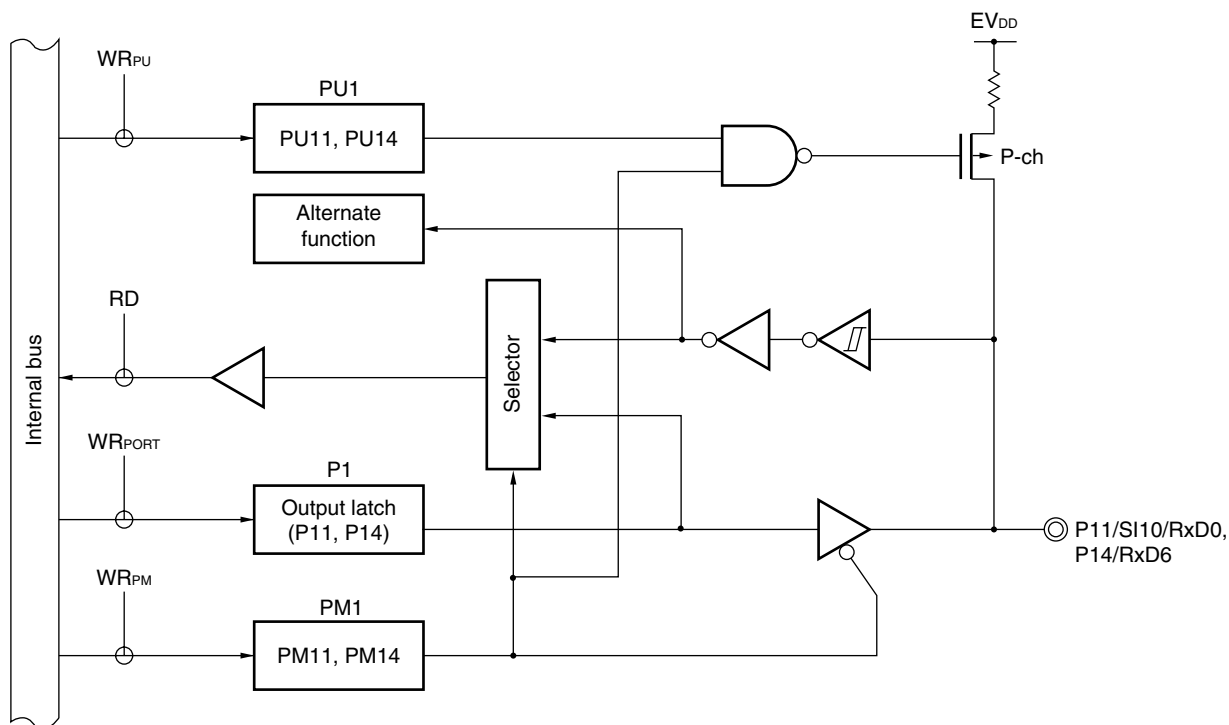 EVDD
WRPU
PU1
PU11, PU14
P-ch
Alternate
function
RD
Selector
Internal bus
WRPORT
P1
Output latch
(P11, P14)
P11/SI10/RxD0,
P14/RxD6
WRPM
PM1
PM11, PM14